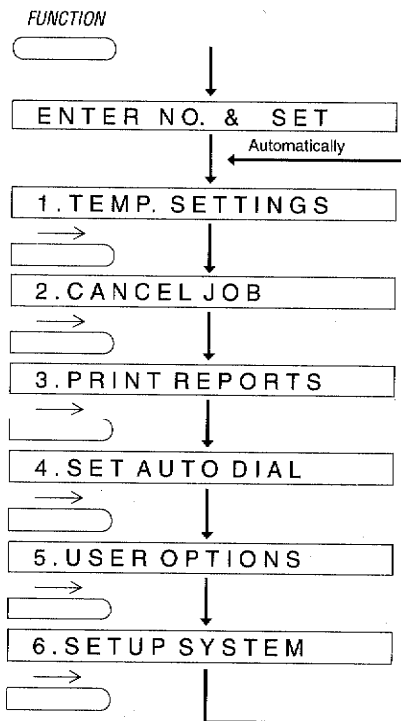 FUNCTION
ENTER NO. & SET
Automatically
1.TEMP. SETTINGS
2.CANCEL JOB
3.PRINT REPORTS
4.SET AUTO DIAL
5.USER OPTIONS
6.SETUP SYSTEM